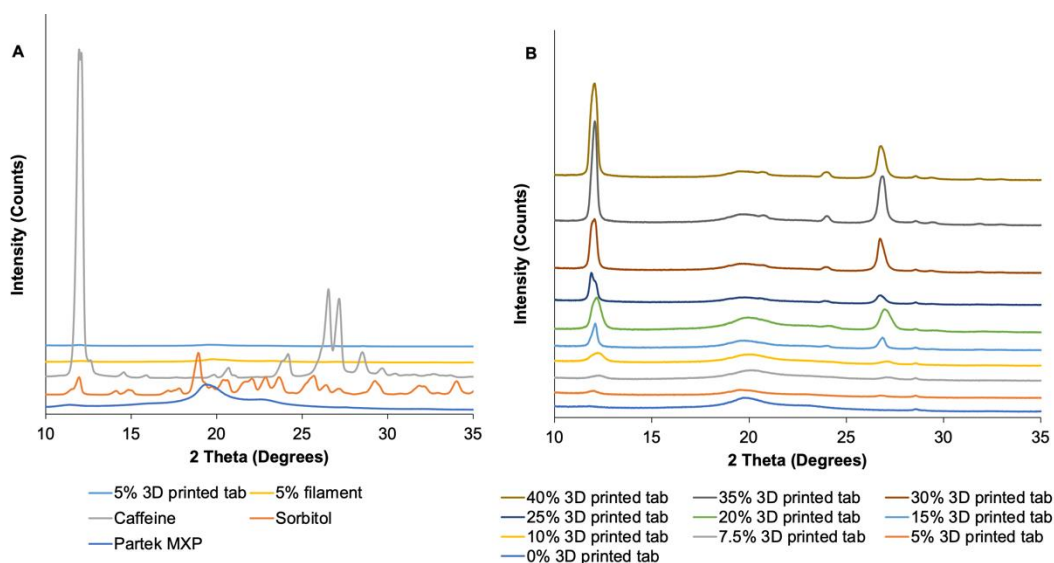 A
Intensity (Counts)
10 15 20 25 30 35
2 Theta (Degrees)
5% 3D printed tab 5% filament
Caffeine Sorbitol
Partek MXP
B
Intensity (Counts)
10 15 20 25 30 35
2 Theta (Degrees)
40% 3D printed tab 35% 3D printed tab 30% 3D printed tab
25% 3D printed tab 20% 3D printed tab 15% 3D printed tab
10% 3D printed tab 7.5% 3D printed tab 5% 3D printed tab
0% 3D printed tab